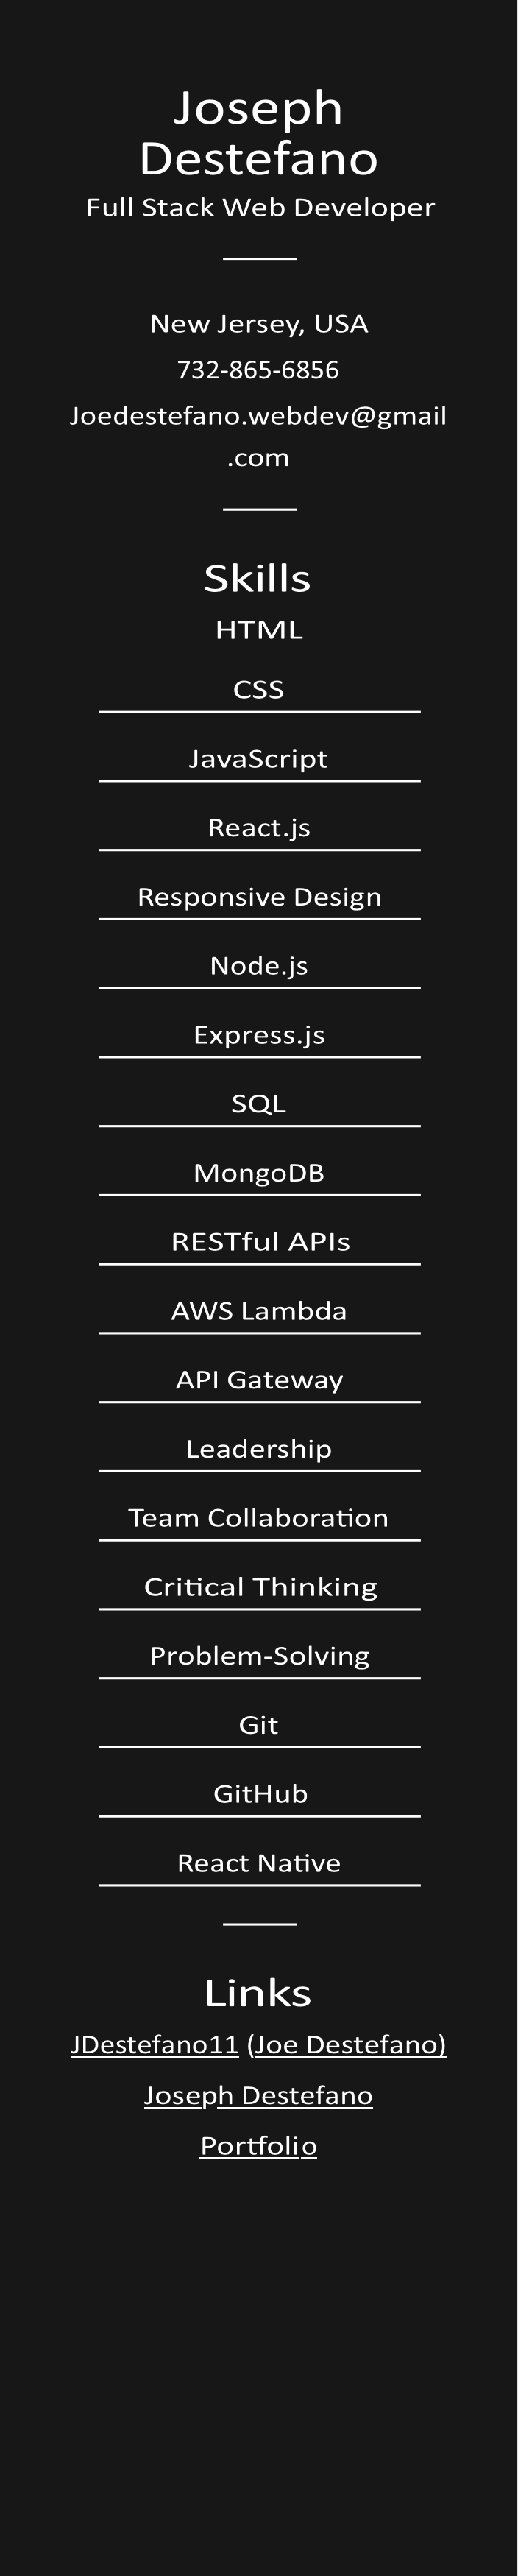 Joseph
Destefano
Full Stack Web Developer
New Jersey, USA
732-865-6856
Joedestefano.webdev@gmail
.com
Skills
HTML
CSS
JavaScript
React.js
Responsive Design
Node.js
Express.js
SQL
MongoDB
RESTful APIs
AWS Lambda
API Gateway
Leadership
Team Collaboration
Critical Thinking
Problem-Solving
Git
GitHub
React Native
Links
JDestefano11 (Joe Destefano)
Joseph Destefano
Portfolio